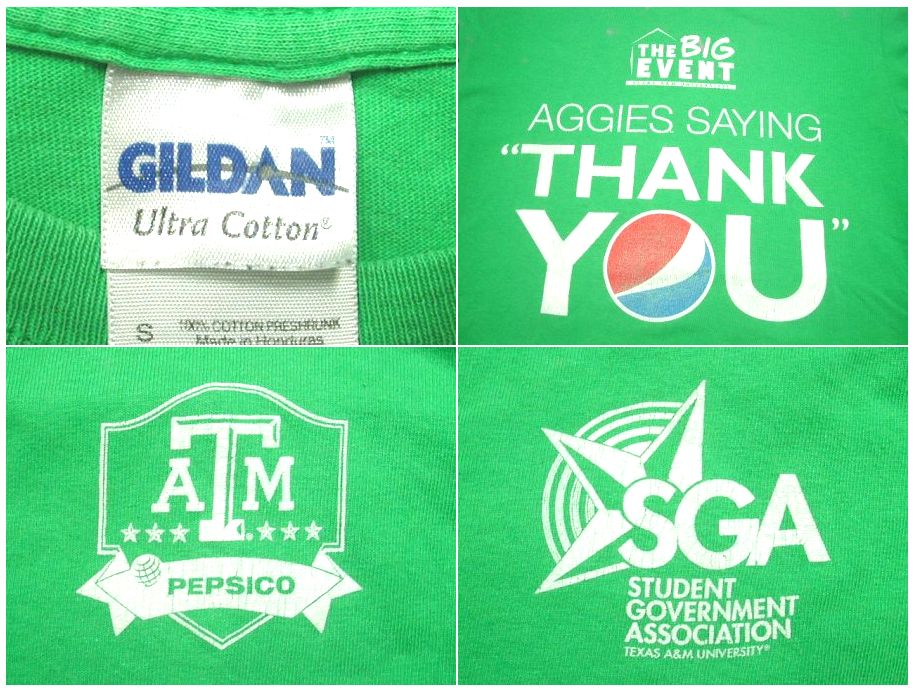 GILDAN™
Ultra Cotton®
S
100% COTTON PRESHRUNK
Made in Honduras
THE BIG
EVENT
AGGIES SAYING
“THANK
YOU”
ATM
PEPSICO
SGA
STUDENT
GOVERNMENT
ASSOCIATION
TEXAS A&M UNIVERSITY®